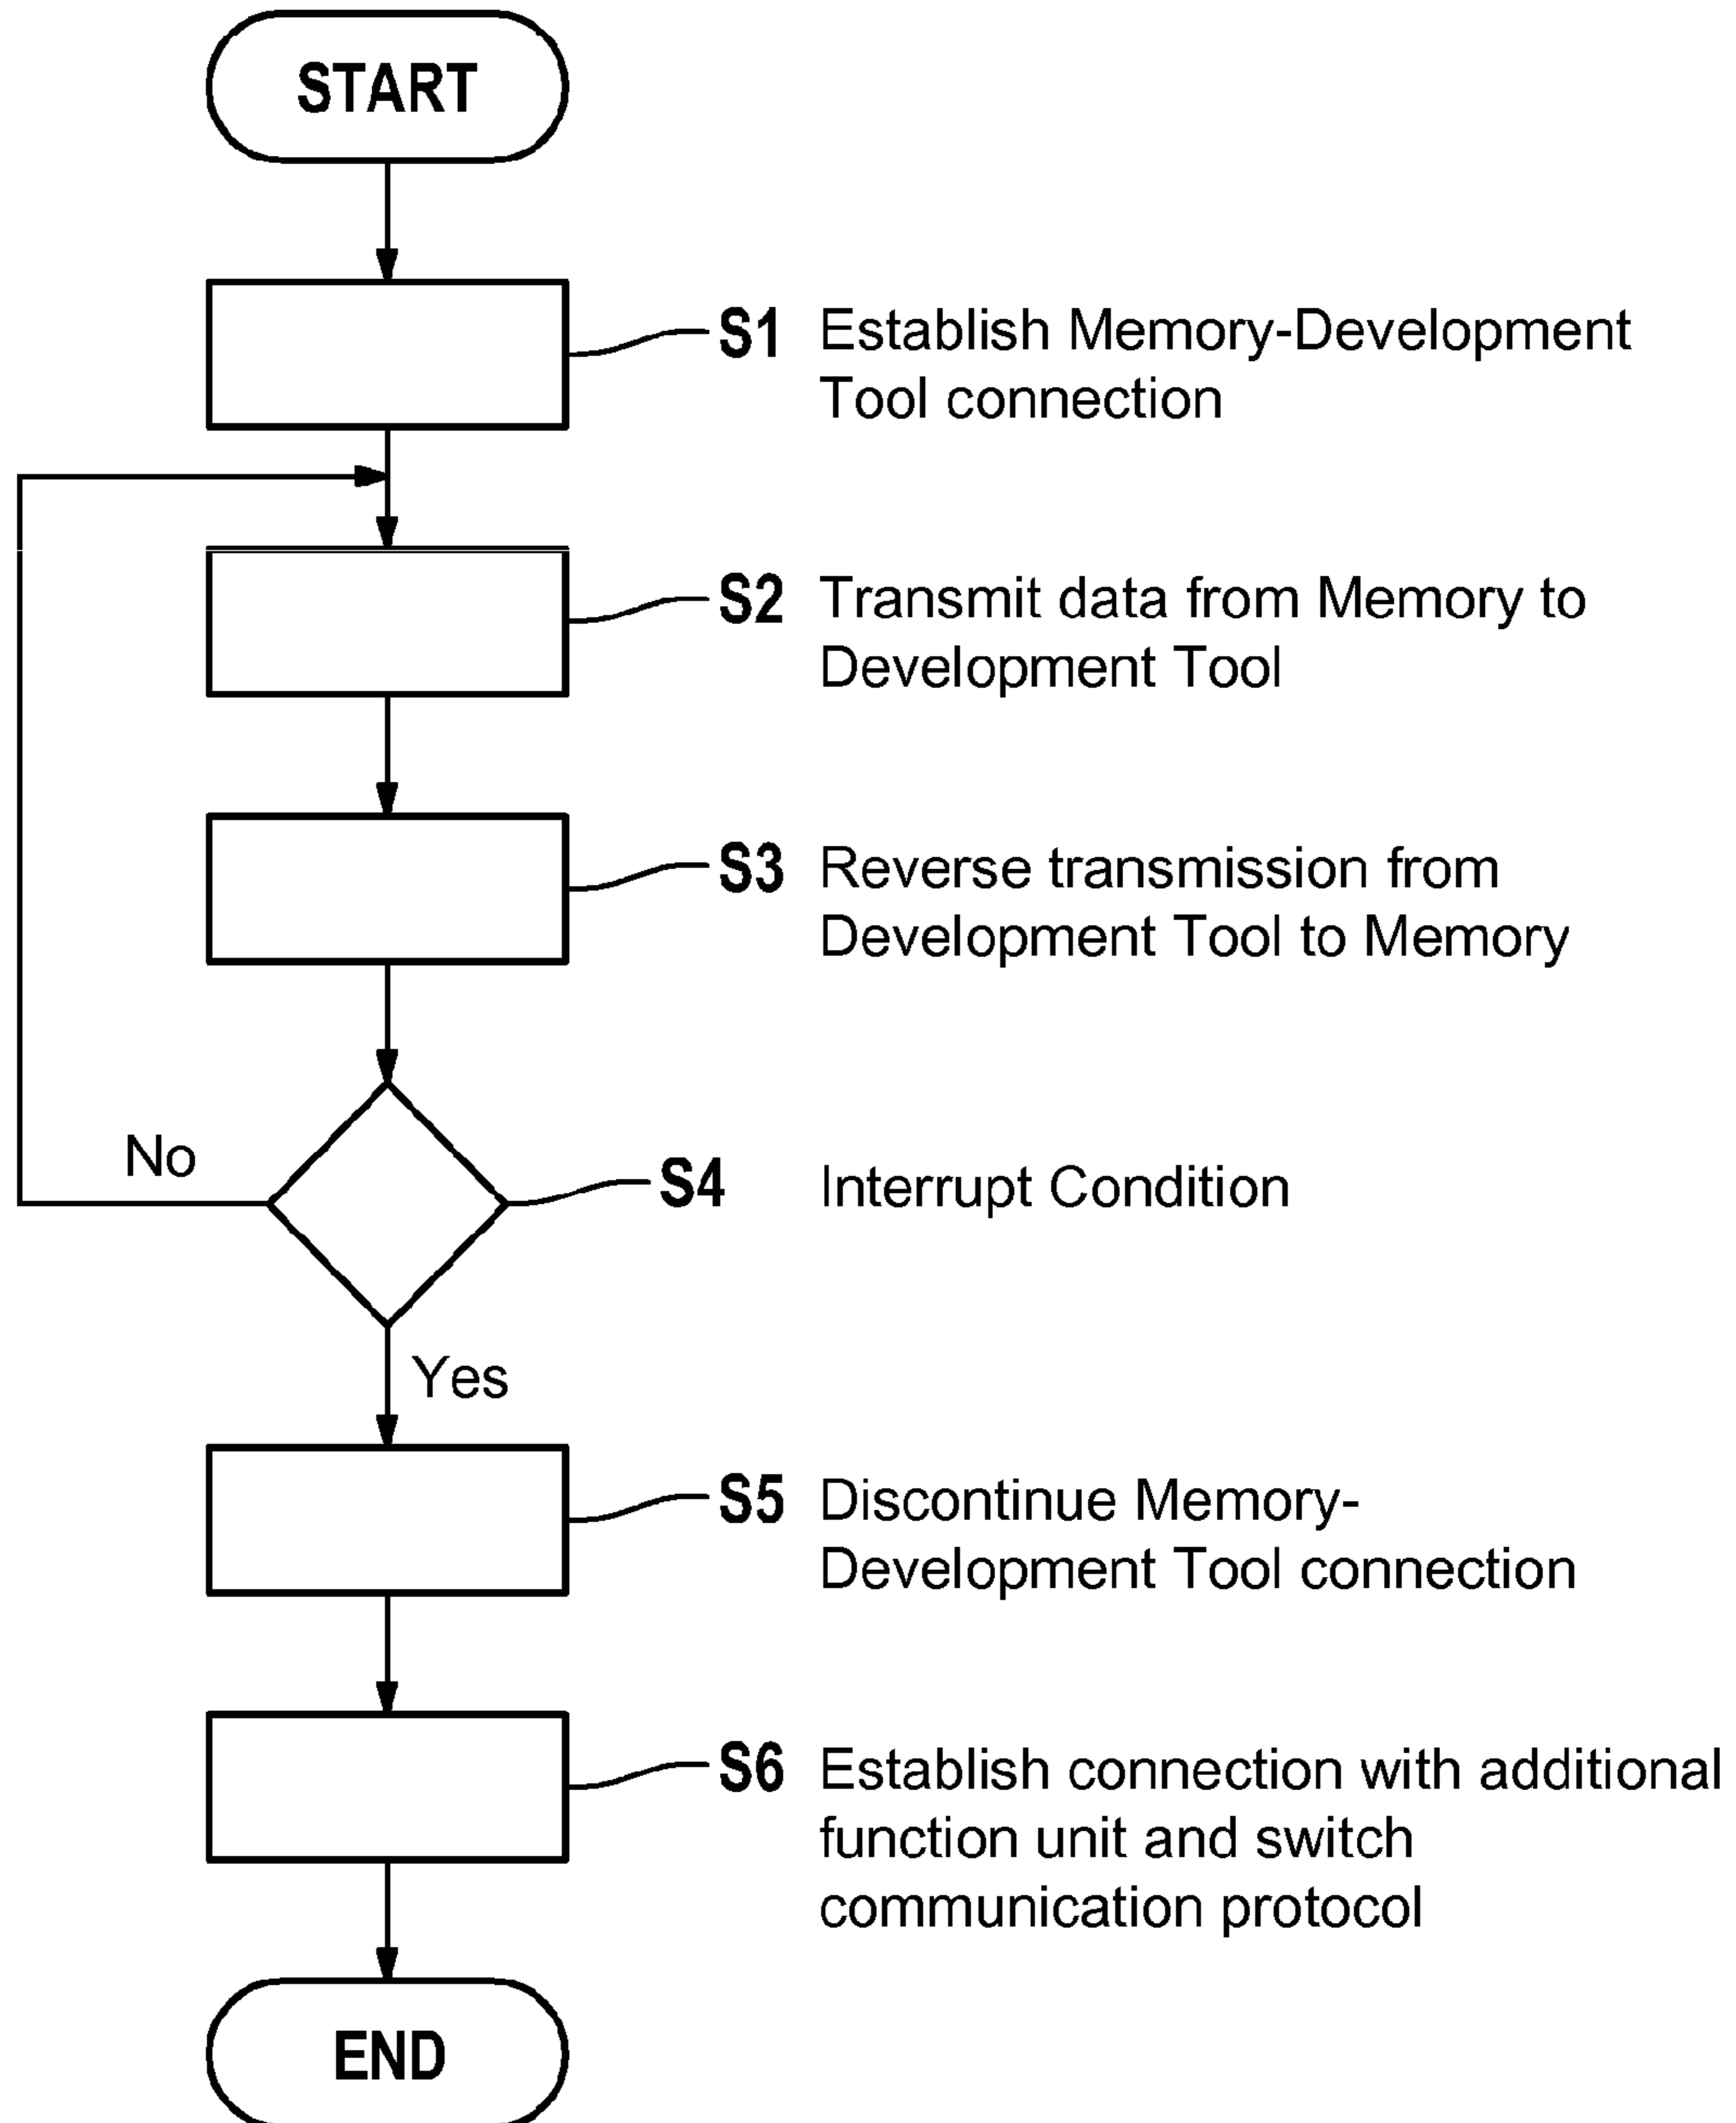 START
S1 Establish Memory-Development
Tool connection
S2 Transmit data from Memory to
Development Tool
S3 Reverse transmission from
Development Tool to Memory
No
S4 Interrupt Condition
Yes
S5 Discontinue Memory-
Development Tool connection
S6 Establish connection with additional
function unit and switch
communication protocol
END